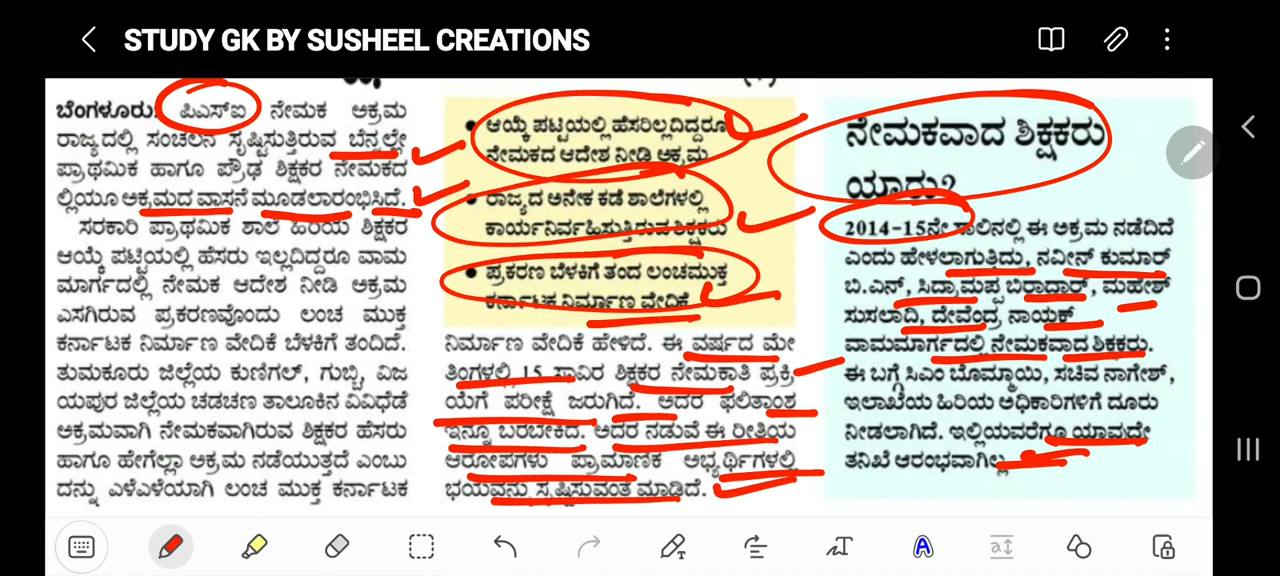 STUDY GK BY SUSHEEL CREATIONS
ಬೆಂಗಳೂರು: ಪಿಎಸ್‌ಐ ನೇಮಕ ಅಕ್ರಮ
ರಾಜ್ಯದಲ್ಲಿ ಸಂಚಲನ ಸೃಷ್ಟಿಸುತ್ತಿರುವ ಬೆನ್ನಲ್ಲೇ
ಪ್ರಾಥಮಿಕ ಹಾಗೂ ಪ್ರೌಢ ಶಿಕ್ಷಕರ ನೇಮಕದ
ಲ್ಲಿಯೂ ಅಕ್ರಮದ ವಾಸನೆ ಮೂಡಲಾರಂಭಿಸಿದೆ.
ಸರಕಾರಿ ಪ್ರಾಥಮಿಕ ಶಾಲೆ ಹಿರಿಯ ಶಿಕ್ಷಕರ
ಆಯ್ಕೆ ಪಟ್ಟಿಯಲ್ಲಿ ಹೆಸರು ಇಲ್ಲದಿದ್ದರೂ ವಾಮ
ಮಾರ್ಗದಲ್ಲಿ ನೇಮಕ ಆದೇಶ ನೀಡಿ ಅಕ್ರಮ
ಎಸಗಿರುವ ಪ್ರಕರಣವೊಂದು ಲಂಚ ಮುಕ್ತ
ಕರ್ನಾಟಕ ನಿರ್ಮಾಣ ವೇದಿಕೆ ಬೆಳಕಿಗೆ ತಂದಿದೆ.
ತುಮಕೂರು ಜಿಲ್ಲೆಯ ಕುಣಿಗಲ್, ಗುಬ್ಬಿ, ವಿಜ
ಯಪುರ ಜಿಲ್ಲೆಯ ಚಡಚಣ ತಾಲೂಕಿನ ವಿವಿಧೆಡೆ
ಅಕ್ರಮವಾಗಿ ನೇಮಕವಾಗಿರುವ ಶಿಕ್ಷಕರ ಹೆಸರು
ಹಾಗೂ ಹೇಗೆಲ್ಲಾ ಅಕ್ರಮ ನಡೆಯುತ್ತದೆ ಎಂಬು
ದನ್ನು ಎಳೆಎಳೆಯಾಗಿ ಲಂಚ ಮುಕ್ತ ಕರ್ನಾಟಕ
● ಆಯ್ಕೆ ಪಟ್ಟಿಯಲ್ಲಿ ಹೆಸರಿಲ್ಲದಿದ್ದರೂ
ನೇಮಕದ ಆದೇಶ ನೀಡಿ ಅಕ್ರಮ
● ರಾಜ್ಯದ ಅನೇಕ ಕಡೆ ಶಾಲೆಗಳಲ್ಲಿ
ಕಾರ್ಯನಿರ್ವಹಿಸುತ್ತಿರುವ ಶಿಕ್ಷಕರು
● ಪ್ರಕರಣ ಬೆಳಕಿಗೆ ತಂದ ಲಂಚಮುಕ್ತ
ಕರ್ನಾಟಕ ನಿರ್ಮಾಣ ವೇದಿಕೆ
ನಿರ್ಮಾಣ ವೇದಿಕೆ ಹೇಳಿದೆ. ಈ ವರ್ಷದ ಮೇ
ತಿಂಗಳಲ್ಲಿ 15 ಸಾವಿರ ಶಿಕ್ಷಕರ ನೇಮಕಾತಿ ಪ್ರಕ್ರಿ
ಯೆಗೆ ಪರೀಕ್ಷೆ ಜರುಗಿದೆ. ಅದರ ಫಲಿತಾಂಶ
ಇನ್ನೂ ಬರಬೇಕಿದೆ. ಅದರ ನಡುವೆ ಈ ರೀತಿಯ
ಆರೋಪಗಳು ಪ್ರಾಮಾಣಿಕ ಅಭ್ಯರ್ಥಿಗಳಲ್ಲಿ
ಭಯವನ್ನು ಸೃಷ್ಟಿಸುವಂತೆ ಮಾಡಿದೆ.
ನೇಮಕವಾದ ಶಿಕ್ಷಕರು
ಯಾರು?
2014-15ನೇ ಸಾಲಿನಲ್ಲಿ ಈ ಅಕ್ರಮ ನಡೆದಿದೆ
ಎಂದು ಹೇಳಲಾಗುತ್ತಿದ್ದು, ನವೀನ್ ಕುಮಾರ್
ಬಿ.ಎನ್, ಸಿದ್ರಾಮಪ್ಪ ಬಿರಾದಾರ್, ಮಹೇಶ್
ಸುಸಲಾದಿ, ದೇವೇಂದ್ರ ನಾಯಕ್
ವಾಮಮಾರ್ಗದಲ್ಲಿ ನೇಮಕವಾದ ಶಿಕ್ಷಕರು.
ಈ ಬಗ್ಗೆ ಸಿಎಂ ಬೊಮ್ಮಾಯಿ, ಸಚಿವ ನಾಗೇಶ್,
ಇಲಾಖೆಯ ಹಿರಿಯ ಅಧಿಕಾರಿಗಳಿಗೆ ದೂರು
ನೀಡಲಾಗಿದೆ. ಇಲ್ಲಿಯವರೆಗೂ ಯಾವುದೇ
ತನಿಖೆ ಆರಂಭವಾಗಿಲ್ಲ.